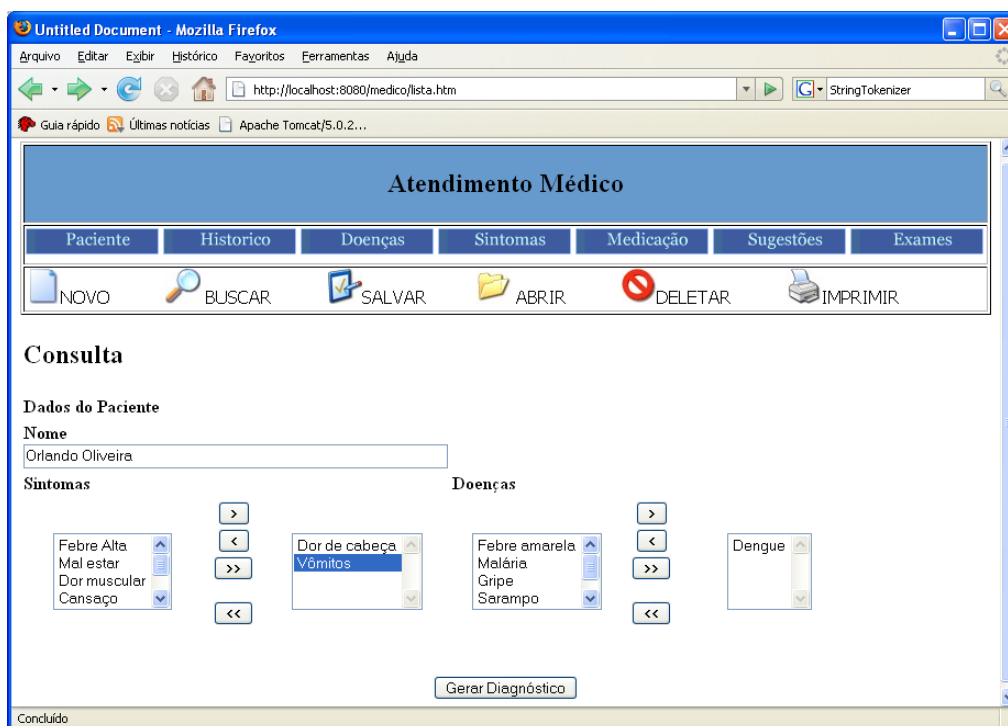 Untitled Document - Mozilla Firefox
Arquivo Editar Exibir Histórico Favoritos Ferramentas Ajuda
http://localhost:8080/medico/lista.htm G StringTokenizer
Guia rápido Últimas notícias Apache Tomcat/5.0.2...
Atendimento Médico
Paciente Historico Doenças Sintomas Medicação Sugestões Exames
NOVO BUSCAR SALVAR ABRIR DELETAR IMPRIMIR
Consulta
Dados do Paciente
Nome
Orlando Oliveira
Sintomas Doenças
> >
Febre Alta < Dor de cabeça Febre amarela < Dengue
Mal estar >> Vômitos Malária >>
Dor muscular Gripe
Cansaço << Sarampo <<
Gerar Diagnóstico
Concluído